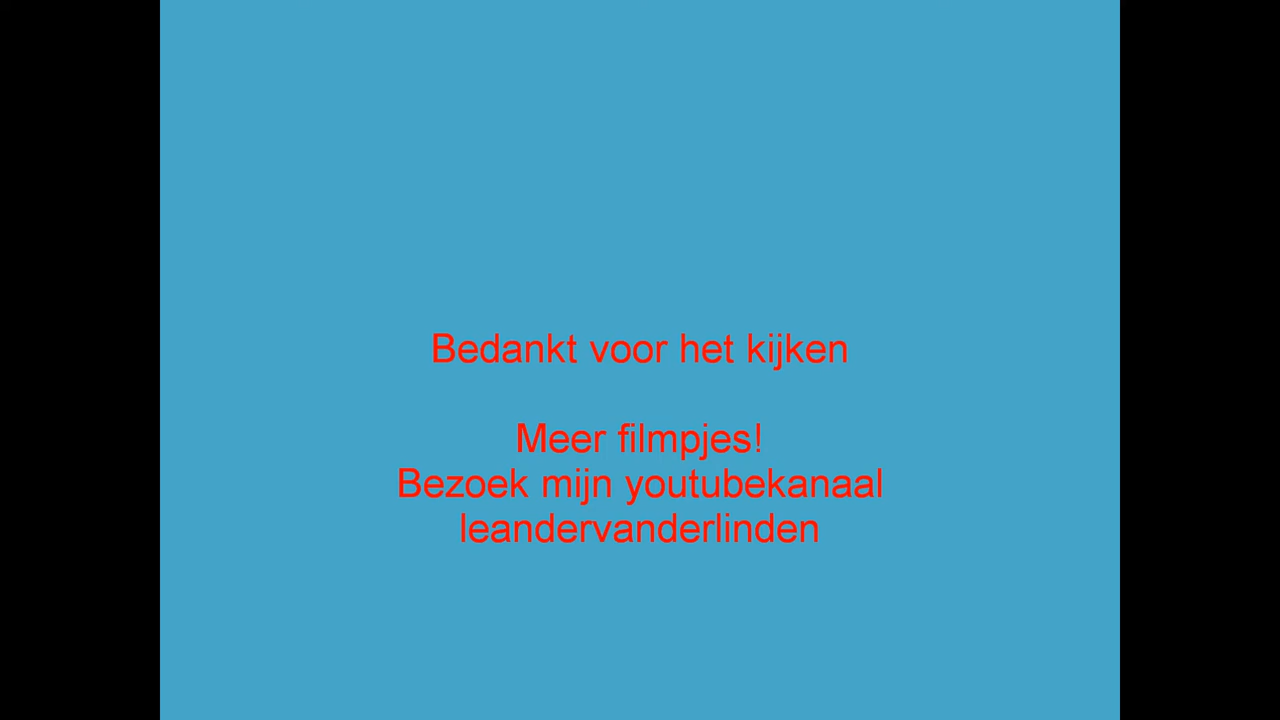 Bedankt voor het kijken
Meer filmpjes!
Bezoek mijn youtubekanaal
leandervanderlinden